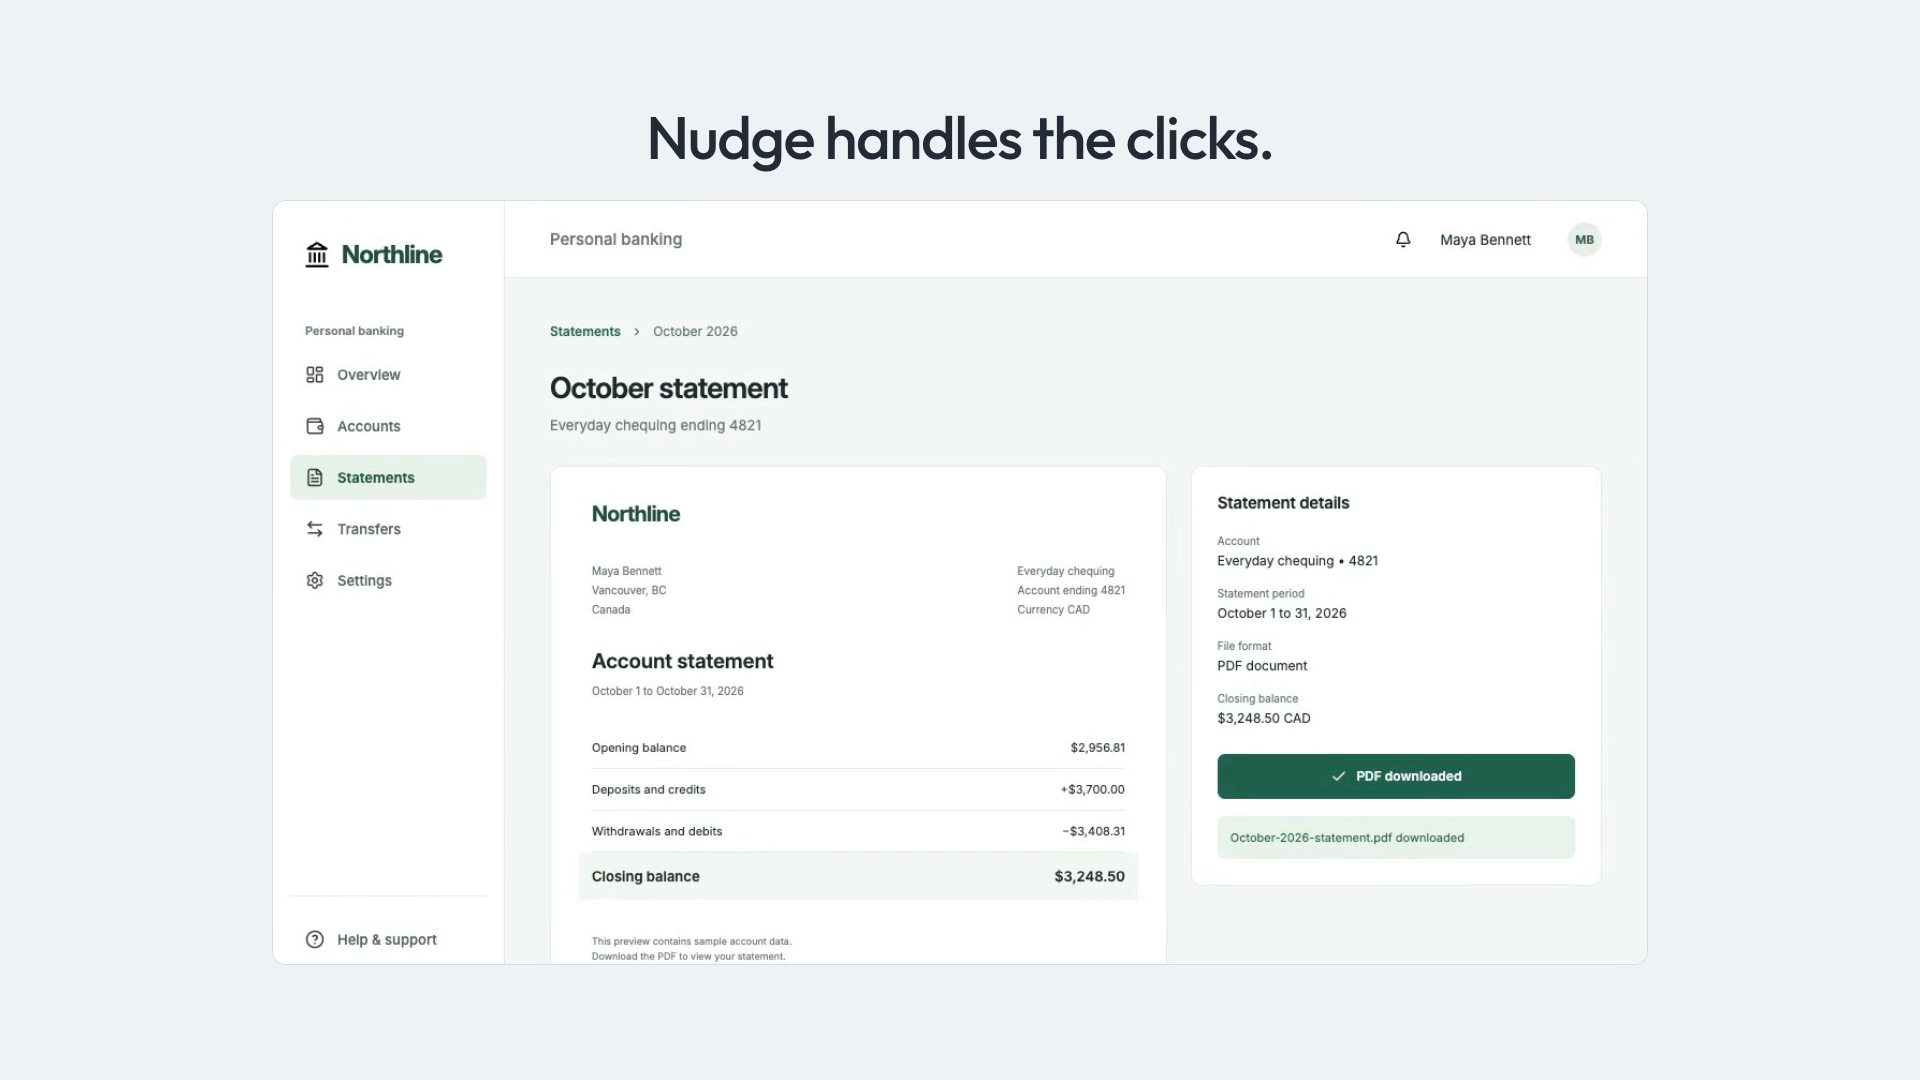 Nudge handles the clicks.
Northline
Personal banking
Overview
Accounts
Statements
Transfers
Settings
Help & support
Personal banking
Maya Bennett
MB
Statements > October 2026
October statement
Everyday chequing ending 4821
Northline
Maya Bennett
Vancouver, BC
Canada
Everyday chequing
Account ending 4821
Currency CAD
Account statement
October 1 to October 31, 2026
Opening balance $2,956.81
Deposits and credits +$3,700.00
Withdrawals and debits −$3,408.31
Closing balance $3,248.50
This preview contains sample account data.
Download the PDF to view your statement.
Statement details
Account
Everyday chequing • 4821
Statement period
October 1 to 31, 2026
File format
PDF document
Closing balance
$3,248.50 CAD
PDF downloaded
October-2026-statement.pdf downloaded